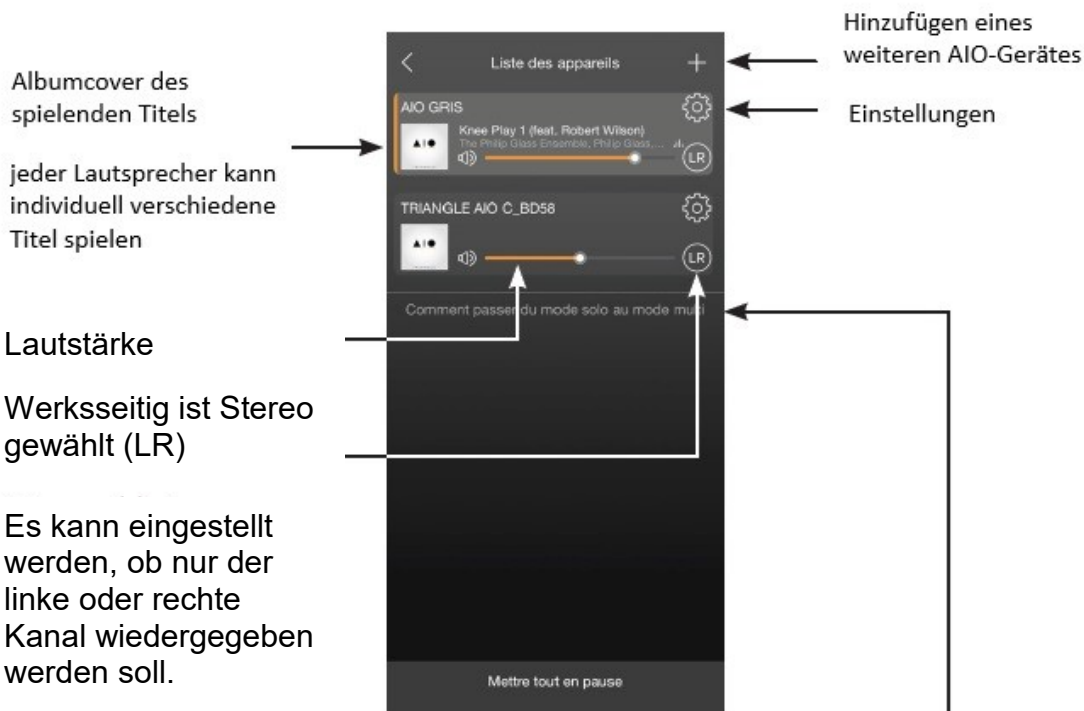 Hinzufügen eines
weiteren AIO-Gerätes
Einstellungen
Albumcover des
spielenden Titels
jeder Lautsprecher kann
individuell verschiedene
Titel spielen
Lautstärke
Werksseitig ist Stereo
gewählt (LR)
Es kann eingestellt
werden, ob nur der
linke oder rechte
Kanal wiedergegeben
werden soll.
Liste des appareils
AIO GRIS
Knee Play 1 (feat. Robert Wilson)
The Philip Glass Ensemble, Philip Glass,...
LR
TRIANGLE AIO C_BD58
LR
Comment passer du mode solo au mode multi
Mettre tout en pause